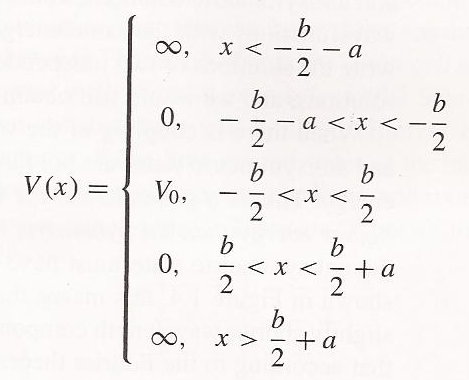 ∞, x < -b/2 - a
0, -b/2 - a < x < -b/2
V(x) = V₀, -b/2 < x < b/2
0, b/2 < x < b/2 + a
∞, x > b/2 + a